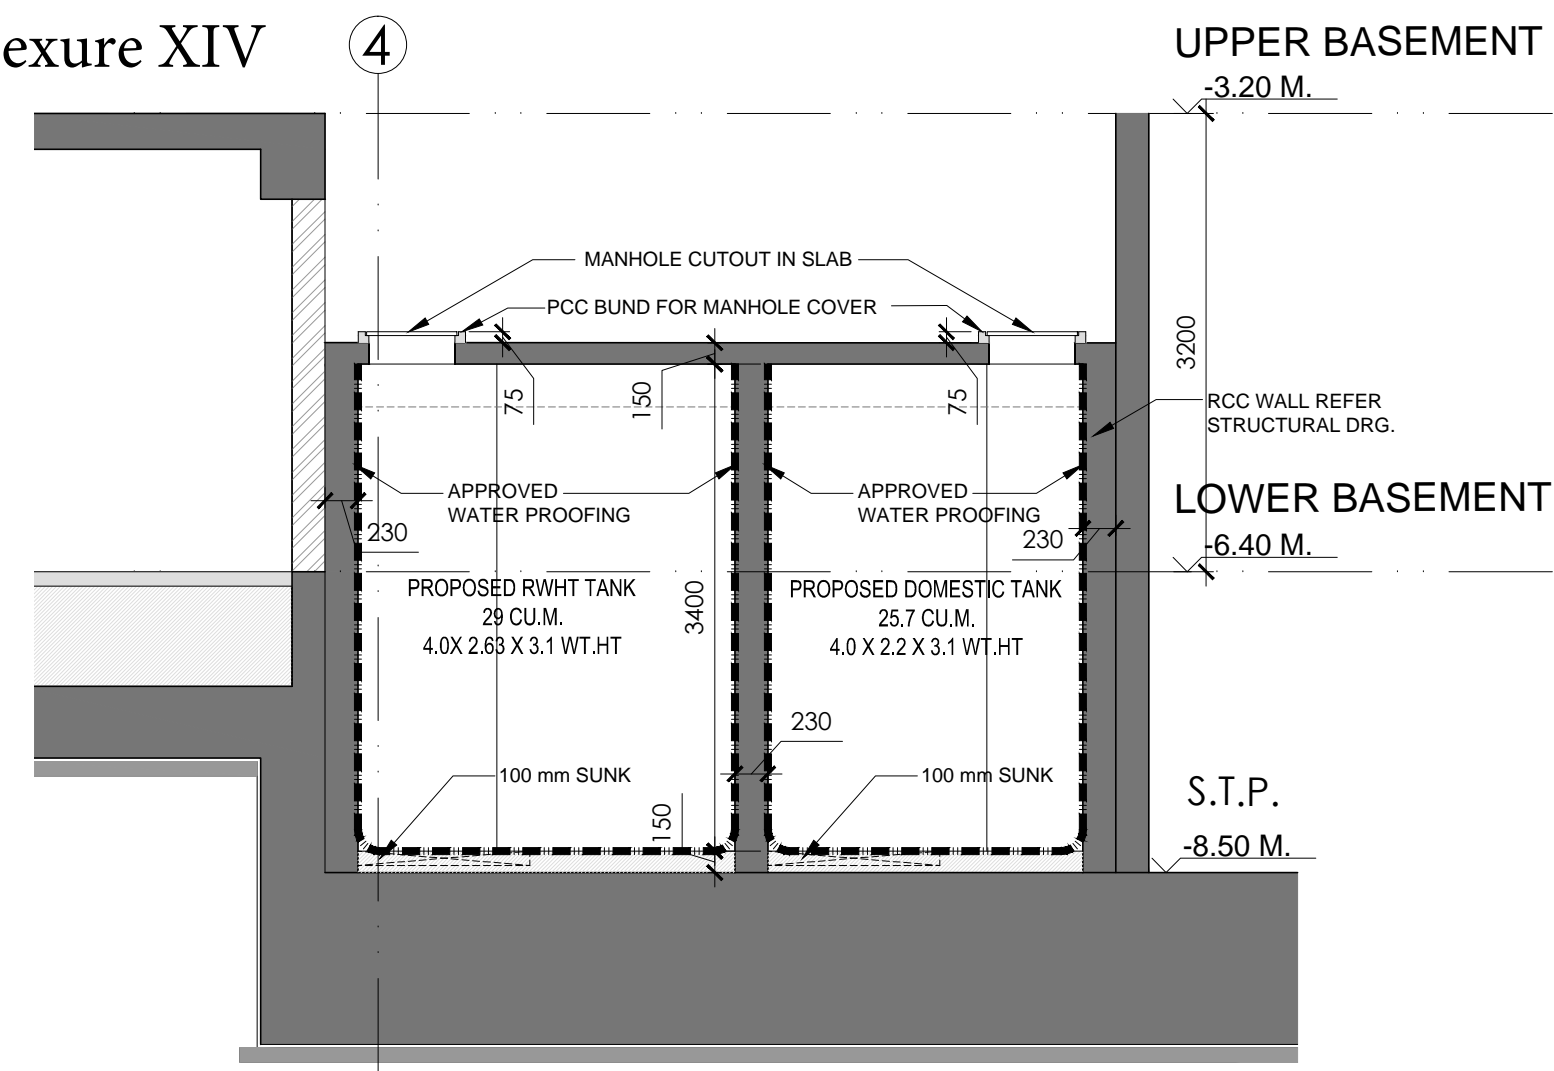 exure XIV
4
UPPER BASEMENT
-3.20 M.
MANHOLE CUTOUT IN SLAB
PCC BUND FOR MANHOLE COVER
75
150
75
3200
RCC WALL REFER
STRUCTURAL DRG.
APPROVED
WATER PROOFING
APPROVED
WATER PROOFING
LOWER BASEMENT
-6.40 M.
230
230
PROPOSED RWHT TANK
29 CU.M.
4.0X 2.63 X 3.1 WT.HT
3400
PROPOSED DOMESTIC TANK
25.7 CU.M.
4.0 X 2.2 X 3.1 WT.HT
230
100 mm SUNK
100 mm SUNK
150
S.T.P.
-8.50 M.